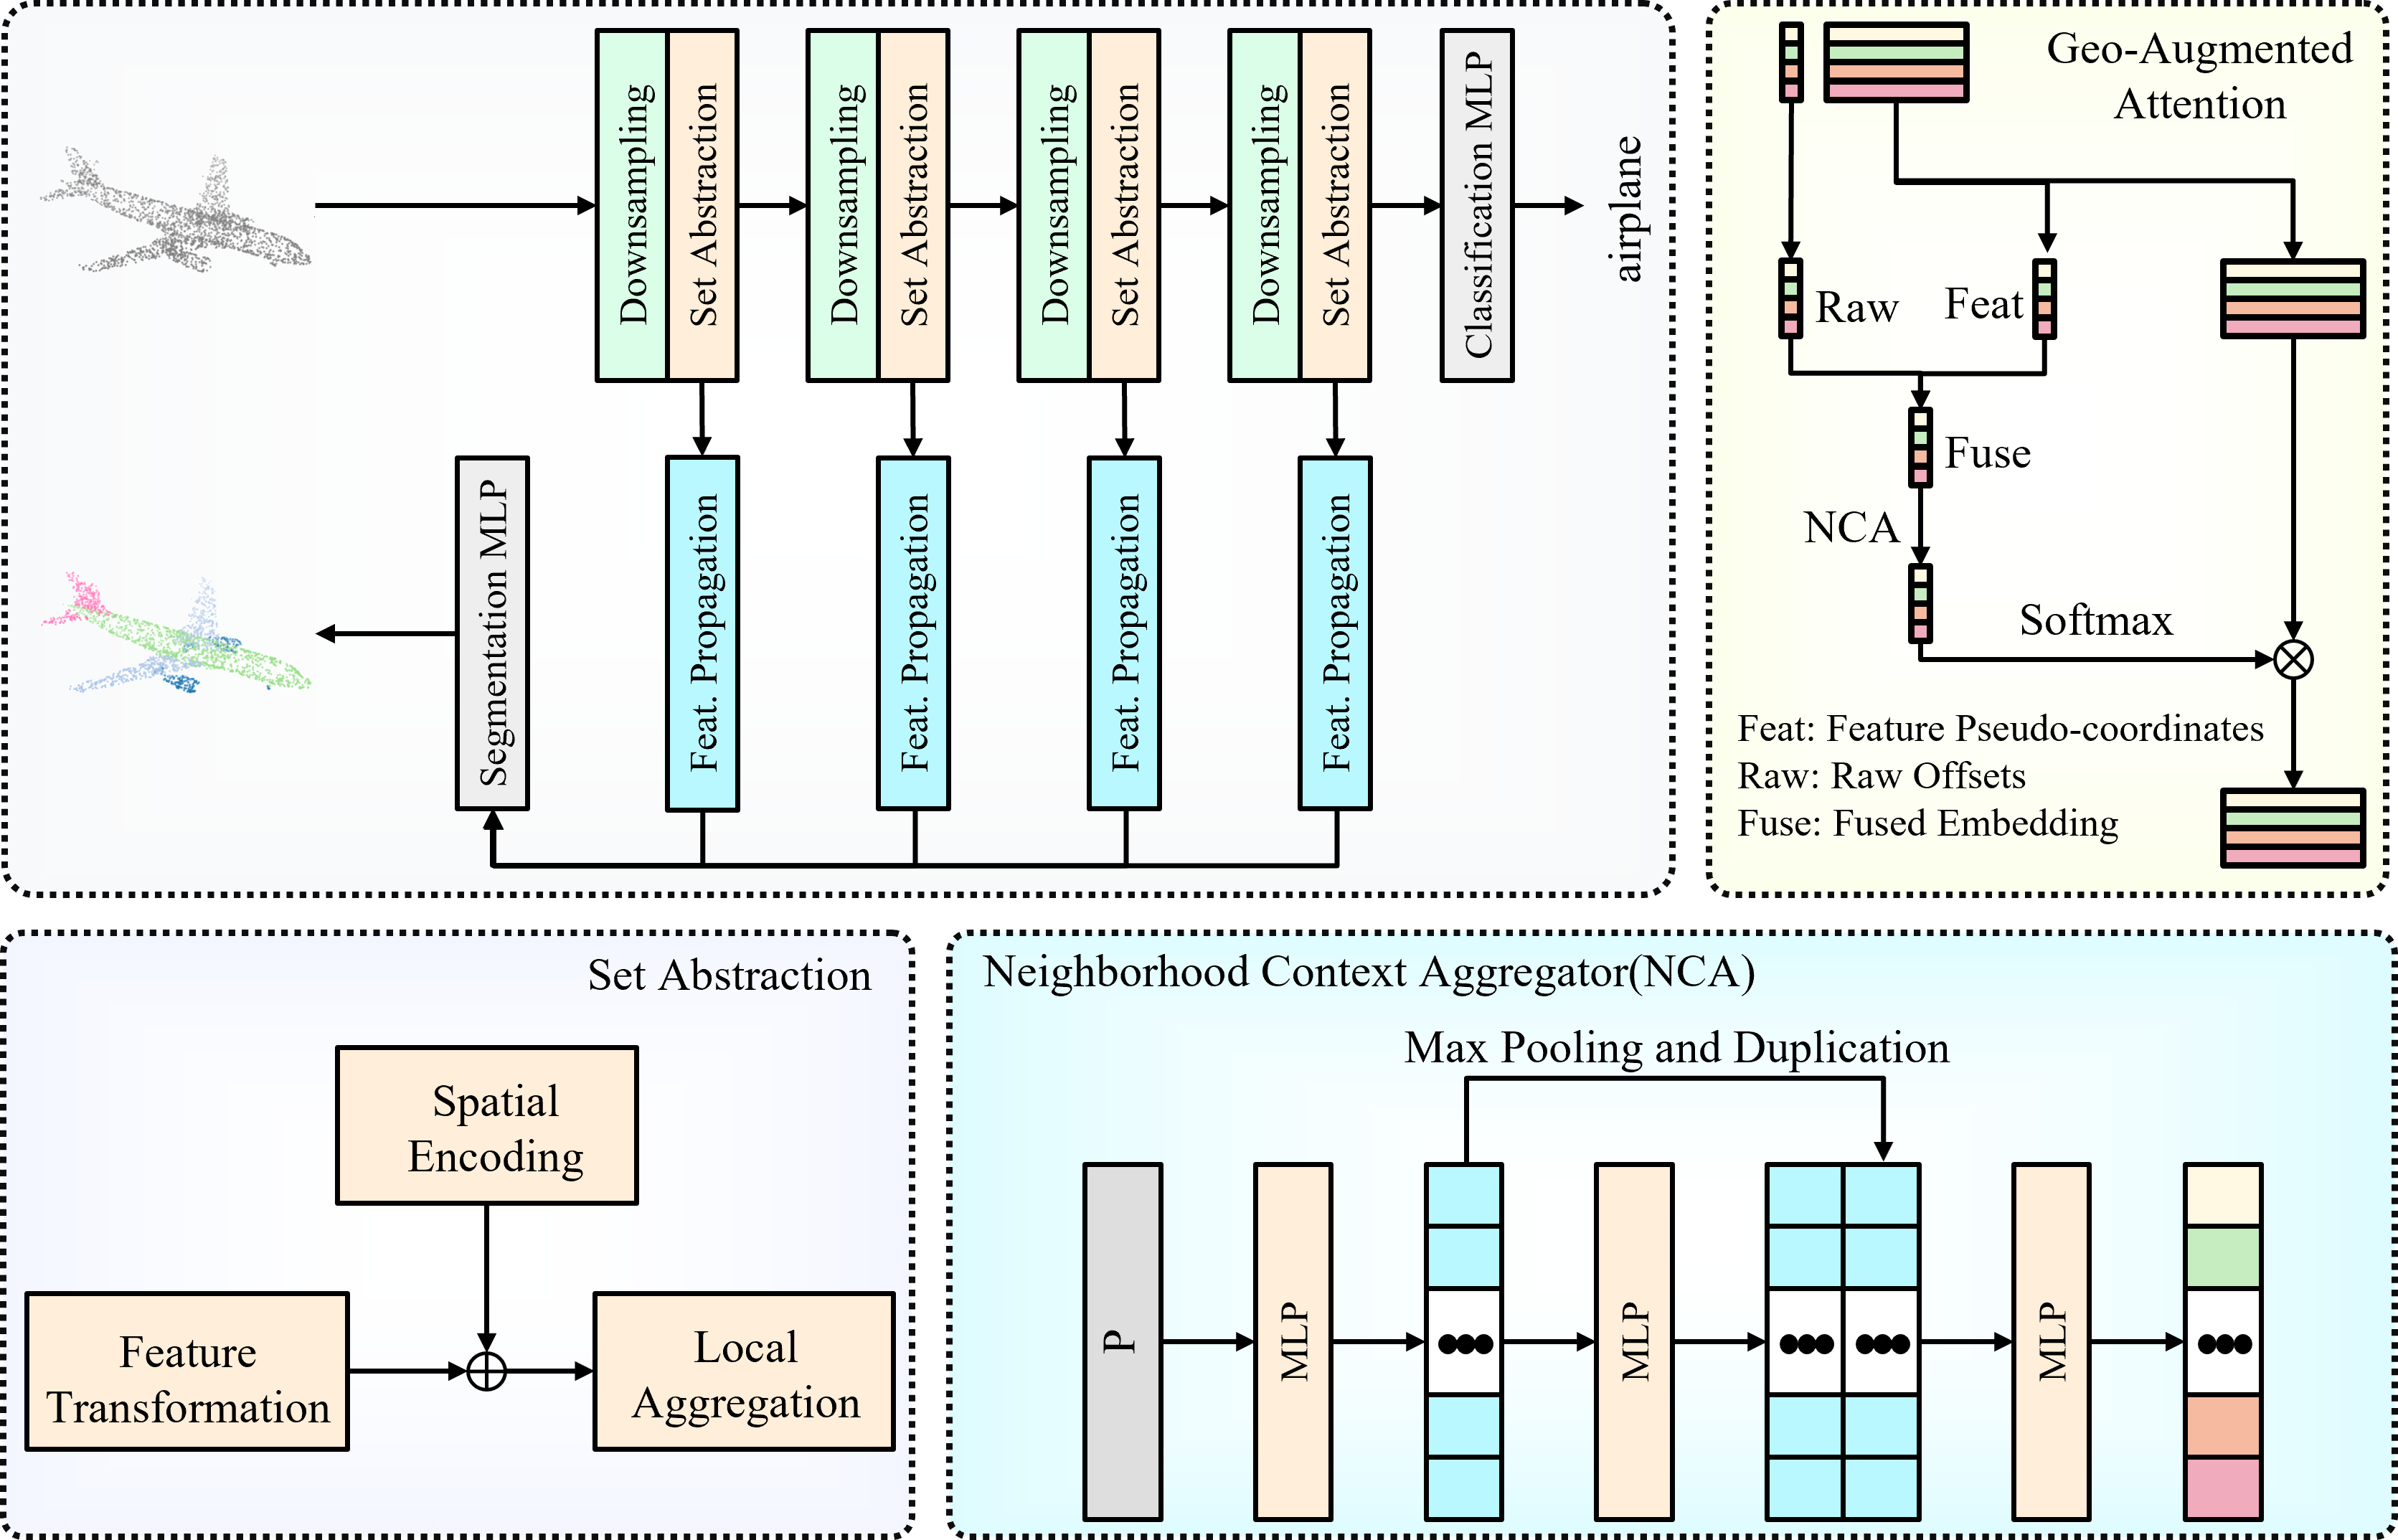 Downsampling
Set Abstraction
Downsampling
Set Abstraction
Downsampling
Set Abstraction
Downsampling
Set Abstraction
Classification MLP
airplane
Segmentation MLP
Feat. Propagation
Feat. Propagation
Feat. Propagation
Feat. Propagation
Geo-Augmented
Attention
Raw
Feat
Fuse
NCA
Softmax
Feat: Feature Pseudo-coordinates
Raw: Raw Offsets
Fuse: Fused Embedding
Set Abstraction
Spatial
Encoding
Feature
Transformation
Local
Aggregation
Neighborhood Context Aggregator(NCA)
Max Pooling and Duplication
P
MLP
MLP
MLP